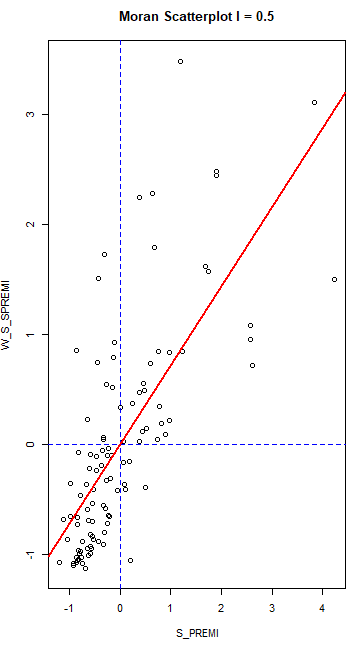 Moran Scatterplot I = 0.5
W_S_SPREMI
3
2
1
0
-1
-1 0 1 2 3 4
S_PREMI